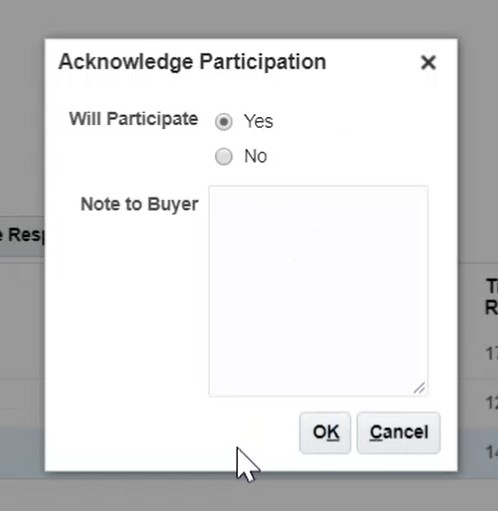 Acknowledge Participation
Will Participate Yes
No
Note to Buyer
OK Cancel